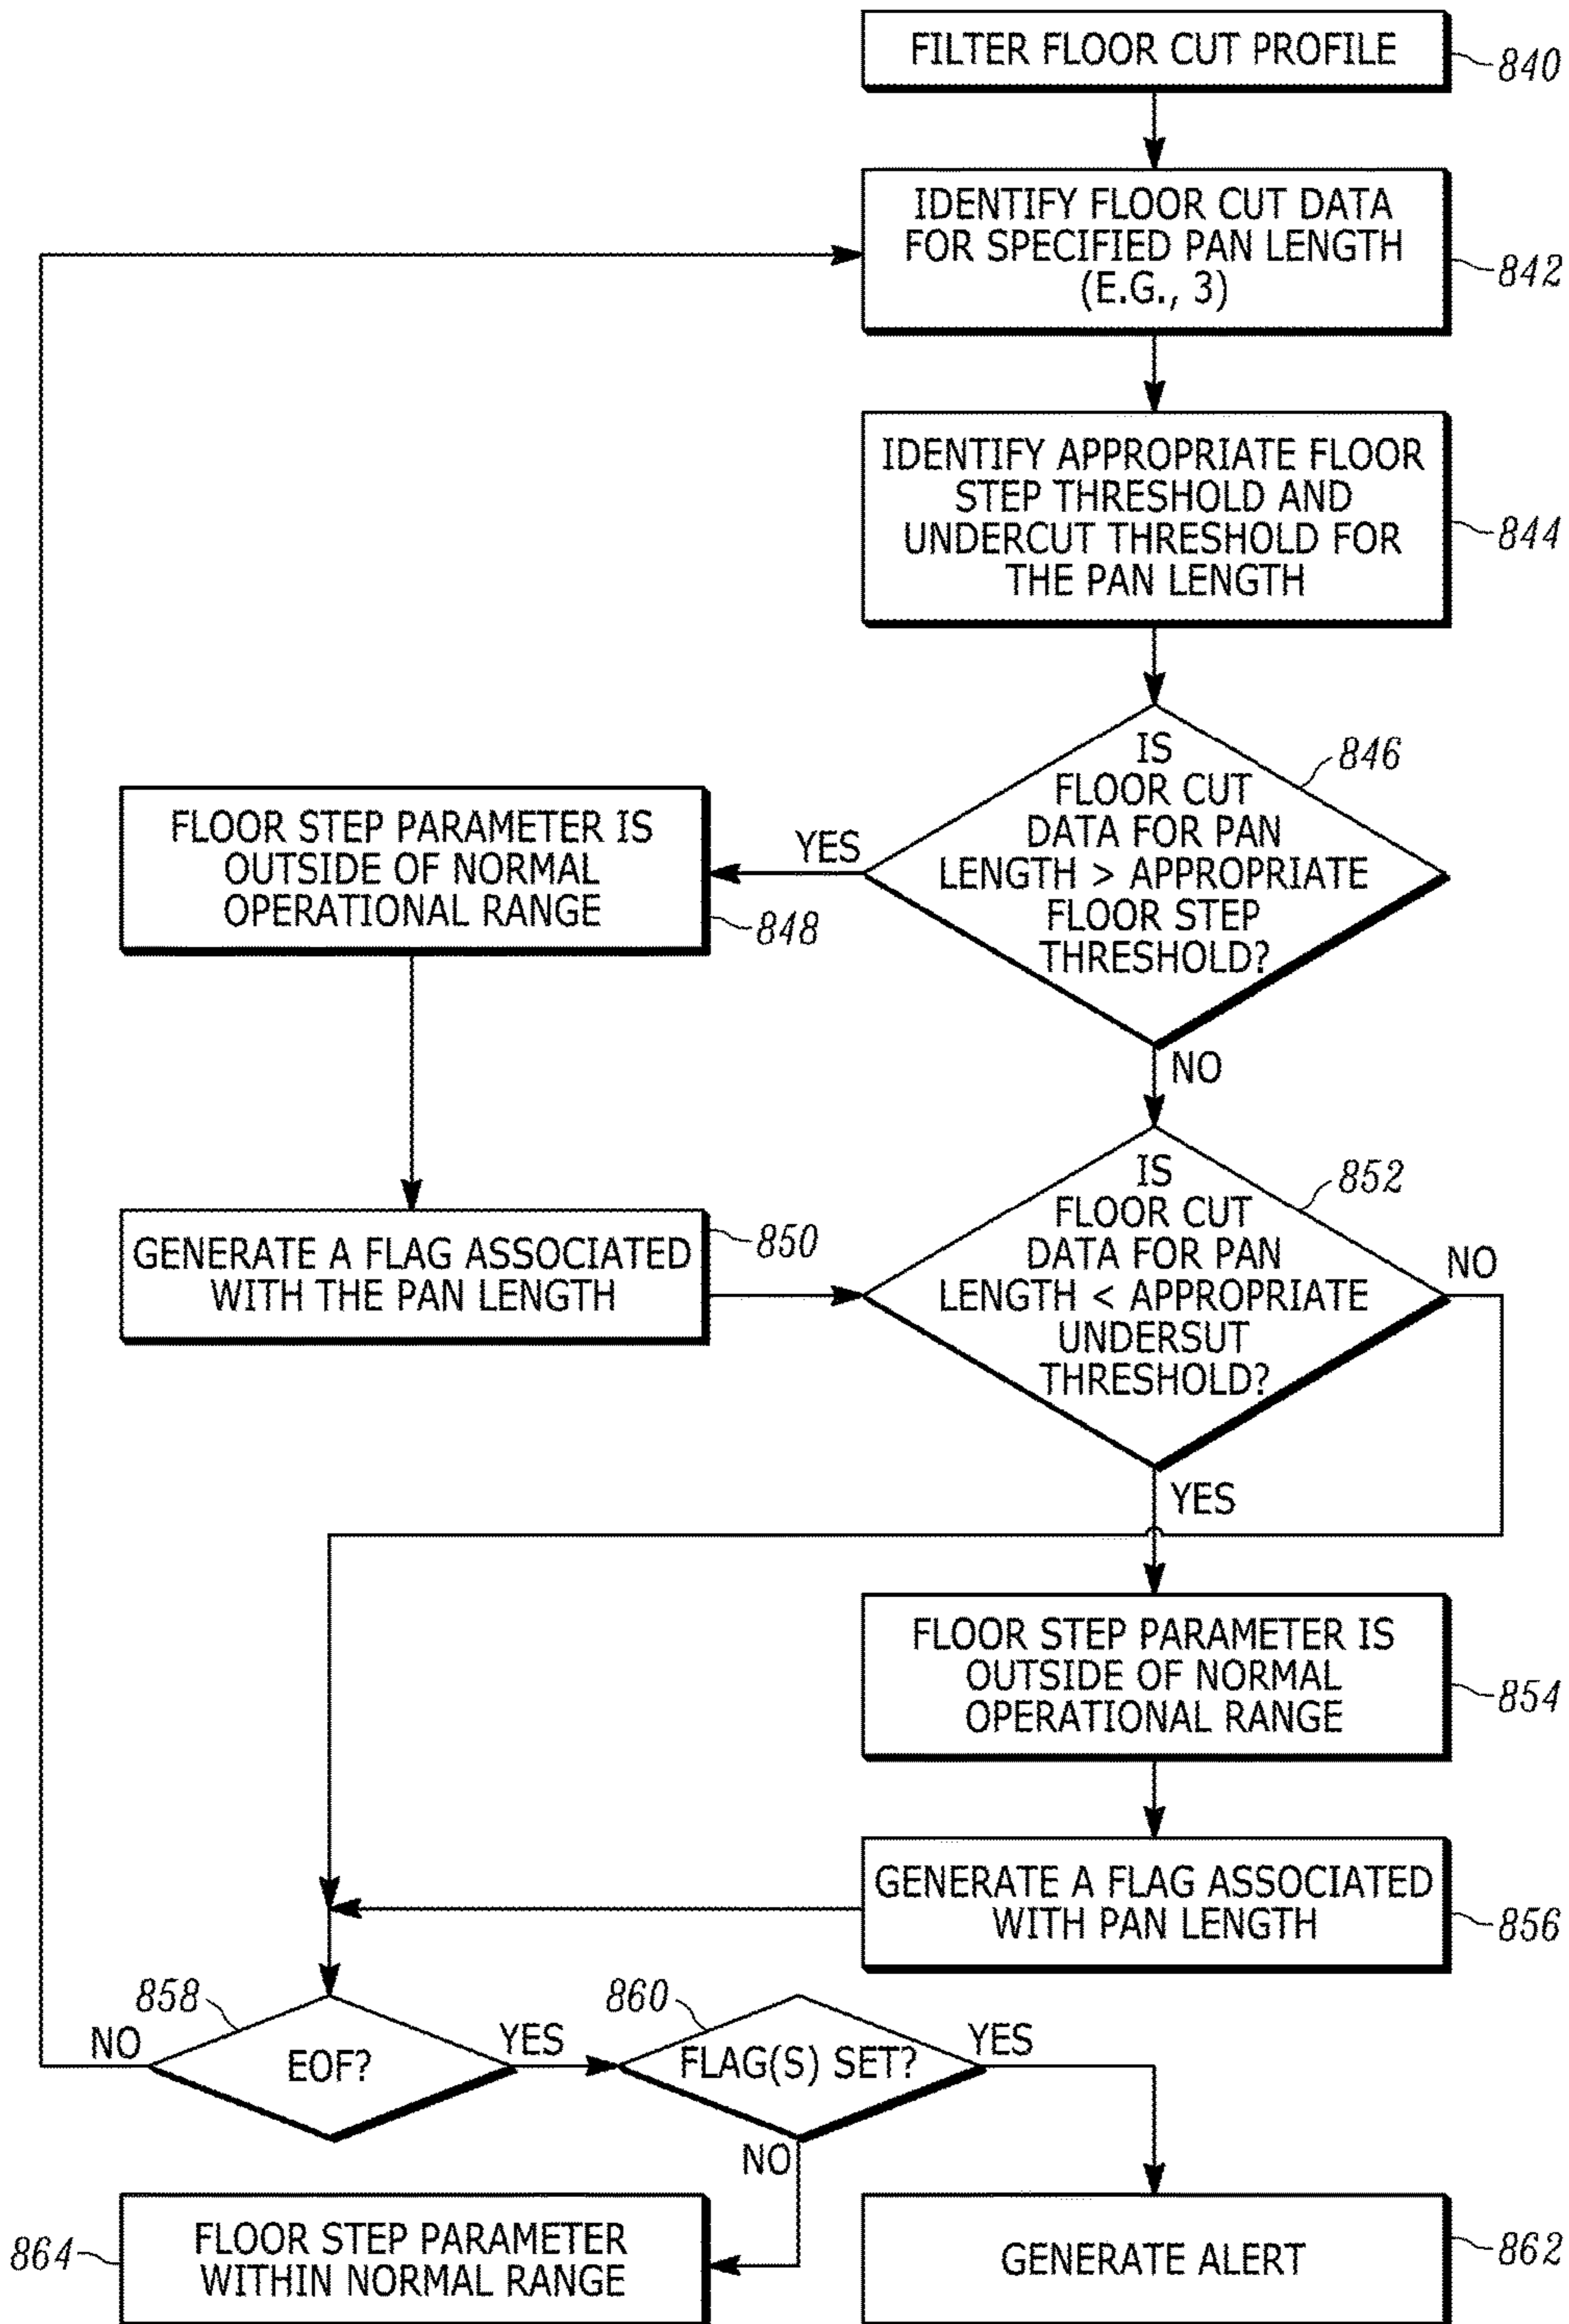 FILTER FLOOR CUT PROFILE
840
IDENTIFY FLOOR CUT DATA
FOR SPECIFIED PAN LENGTH
(E.G., 3)
842
IDENTIFY APPROPRIATE FLOOR
STEP THRESHOLD AND
UNDERCUT THRESHOLD FOR
THE PAN LENGTH
844
IS
FLOOR CUT
DATA FOR PAN
LENGTH > APPROPRIATE
FLOOR STEP
THRESHOLD?
846
YES
NO
FLOOR STEP PARAMETER IS
OUTSIDE OF NORMAL
OPERATIONAL RANGE
848
GENERATE A FLAG ASSOCIATED
WITH THE PAN LENGTH
850
IS
FLOOR CUT
DATA FOR PAN
LENGTH < APPROPRIATE
UNDERSUT
THRESHOLD?
852
NO
YES
FLOOR STEP PARAMETER IS
OUTSIDE OF NORMAL
OPERATIONAL RANGE
854
GENERATE A FLAG ASSOCIATED
WITH PAN LENGTH
856
858
NO
EOF?
YES
860
FLAG(S) SET?
YES
NO
864
FLOOR STEP PARAMETER
WITHIN NORMAL RANGE
GENERATE ALERT
862